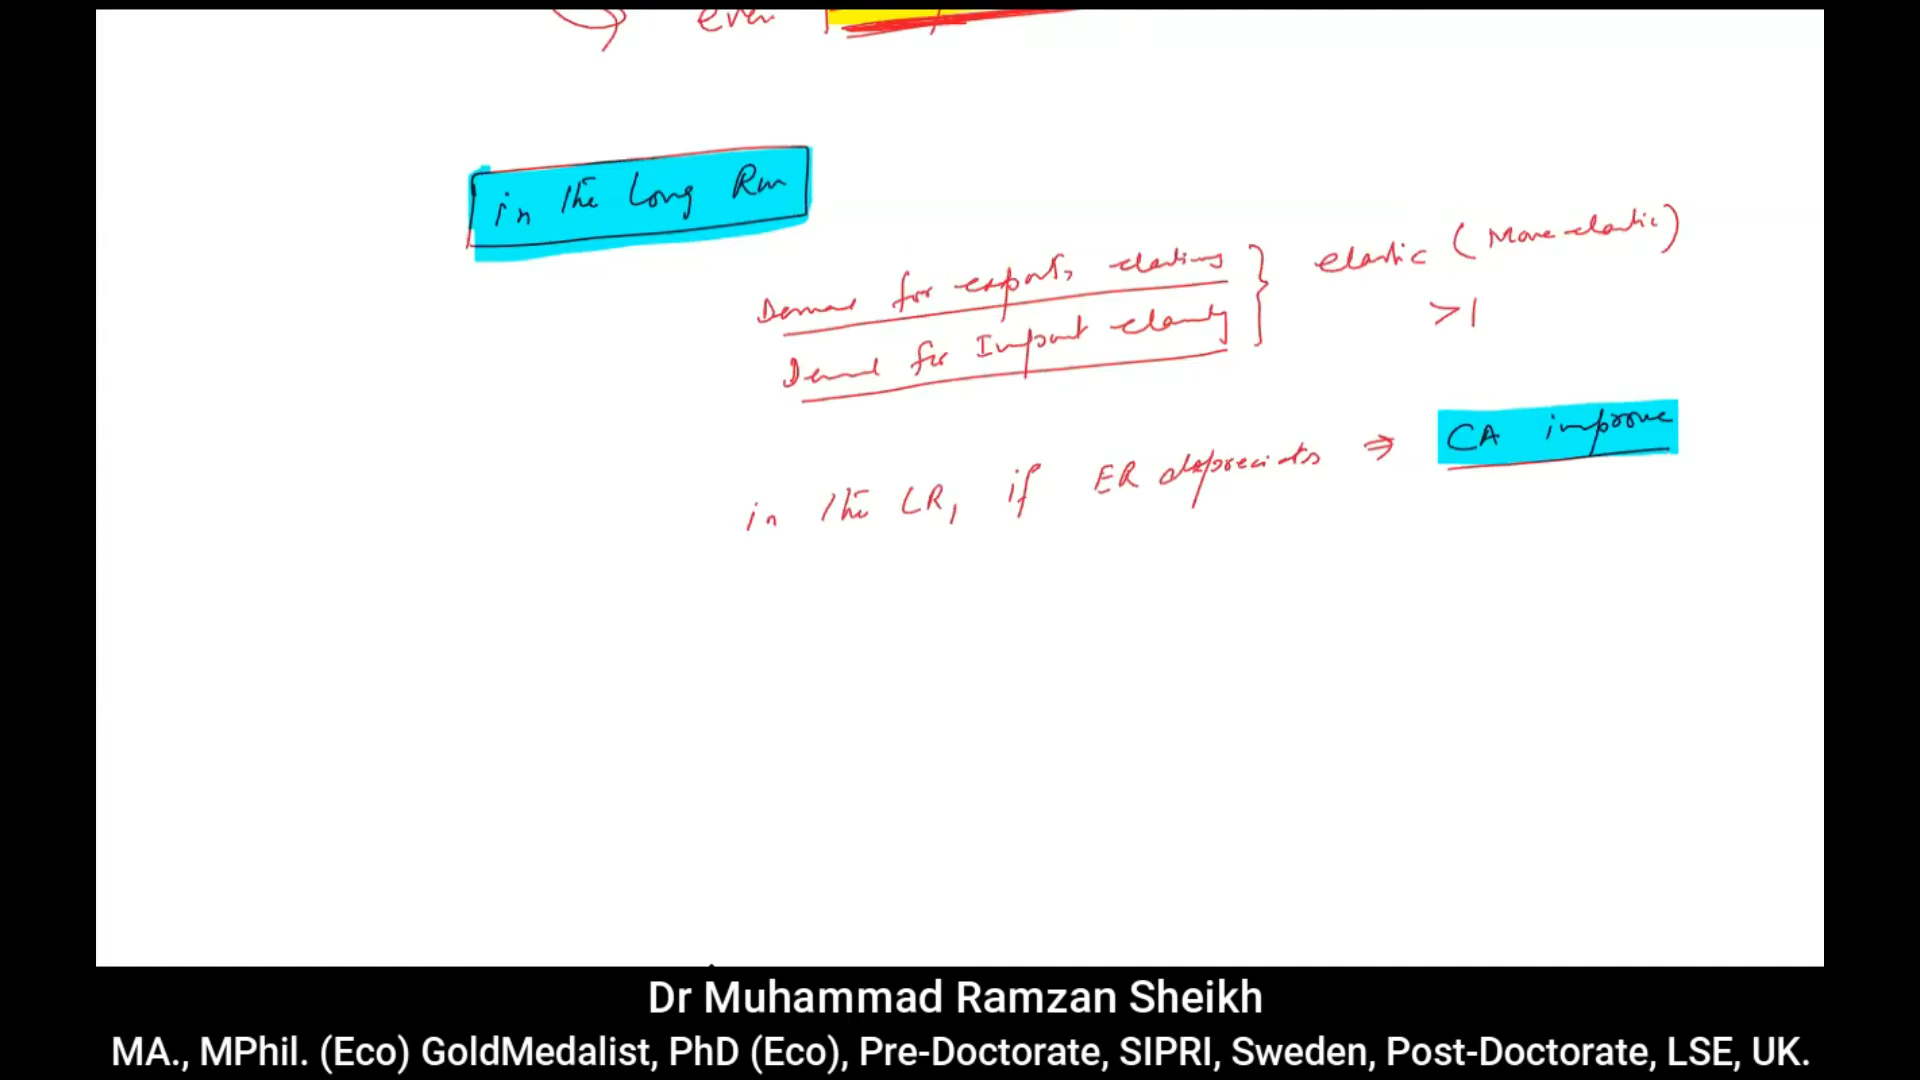 even
in the Long Run
Demand for exports elasticity
Demand for Import elasticity
elastic (More elastic)
>1
in the LR, if ER depreciates ⇒ CA improve
Dr Muhammad Ramzan Sheikh
MA., MPhil. (Eco) GoldMedalist, PhD (Eco), Pre-Doctorate, SIPRI, Sweden, Post-Doctorate, LSE, UK.